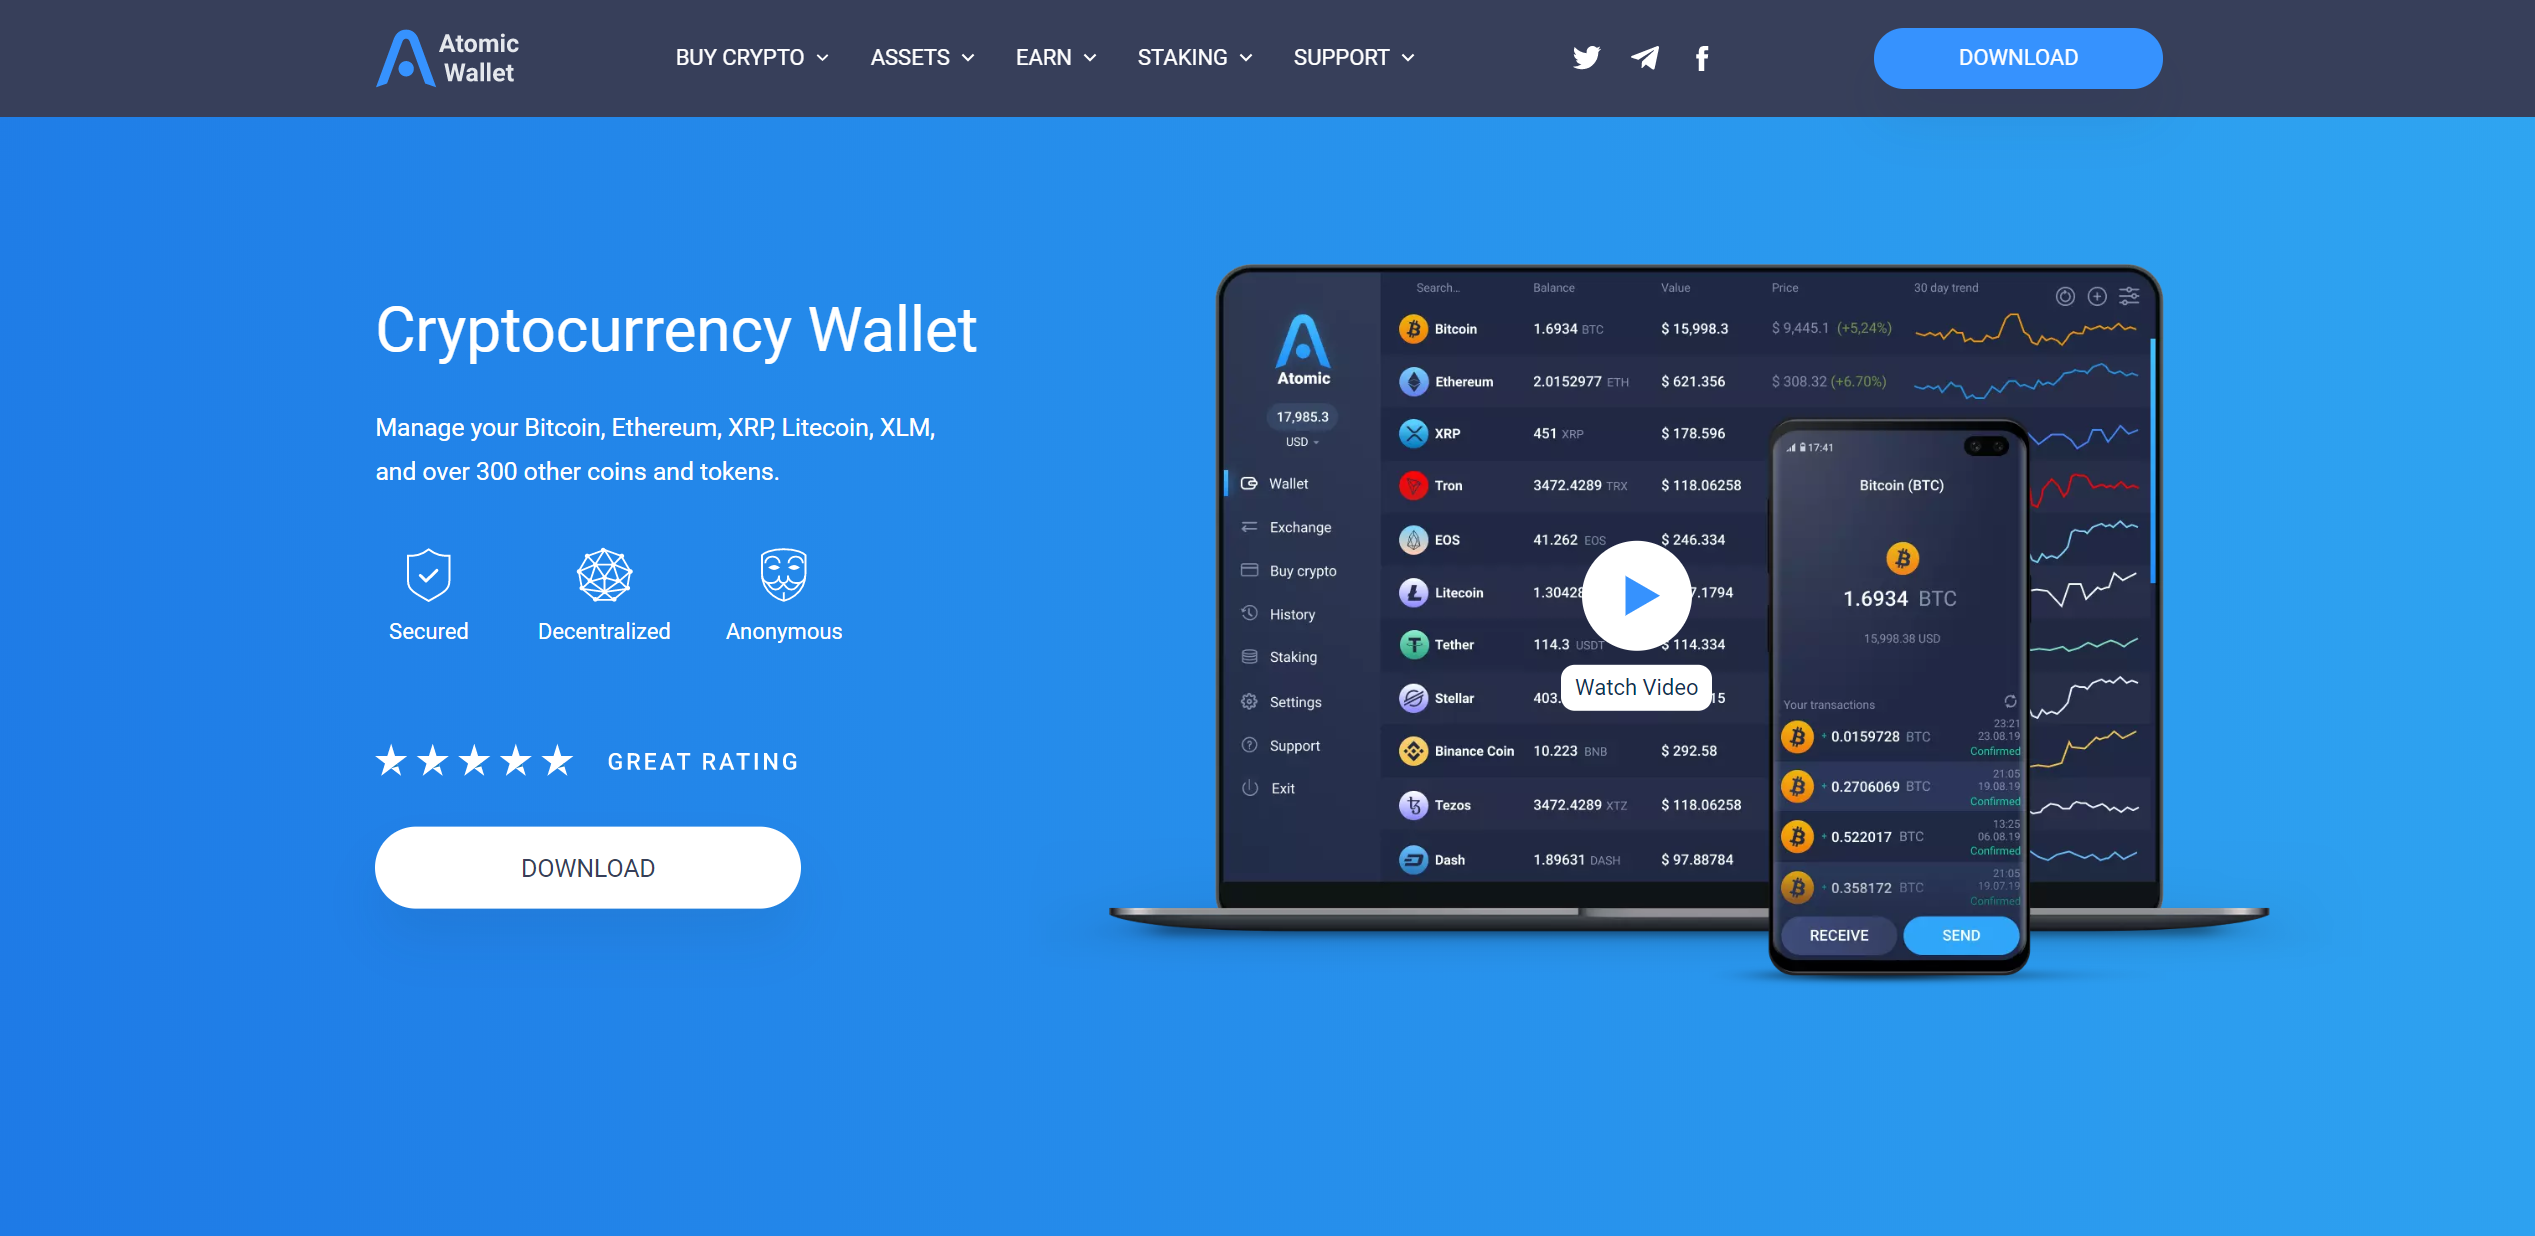 Atomic
Wallet
BUY CRYPTO
ASSETS
EARN
STAKING
SUPPORT
DOWNLOAD
Cryptocurrency Wallet
Manage your Bitcoin, Ethereum, XRP, Litecoin, XLM,
and over 300 other coins and tokens.
Secured
Decentralized
Anonymous
GREAT RATING
DOWNLOAD
Atomic
17,985.3
USD
Wallet
Exchange
Buy crypto
History
Staking
Settings
Support
Exit
Search... Balance Value Price 30 day trend
Bitcoin 1.6934 BTC $ 15,998.3 $ 9,445.1 (+5,24%)
Ethereum 2.0152977 ETH $ 621.356 $ 308.32 (+6.70%)
XRP 451 XRP $ 178.596
Tron 3472.4289 TRX $ 118.06258
EOS 41.262 EOS $ 246.334
Litecoin 1.30428 7.1794
Tether 114.3 USDT $ 114.334
Stellar 403. 15
Binance Coin 10.223 BNB $ 292.58
Tezos 3472.4289 XTZ $ 118.06258
Dash 1.89631 DASH $ 97.88784
Watch Video
17:41
Bitcoin (BTC)
1.6934 BTC
15,998.38 USD
Your transactions
+ 0.0159728 BTC 23:21
23.08.19
Confirmed
+ 0.2706069 BTC 21:05
19.08.19
Confirmed
+ 0.522017 BTC 13:25
06.08.19
Confirmed
+ 0.358172 BTC 21:05
19.07.19
Confirmed
RECEIVE
SEND